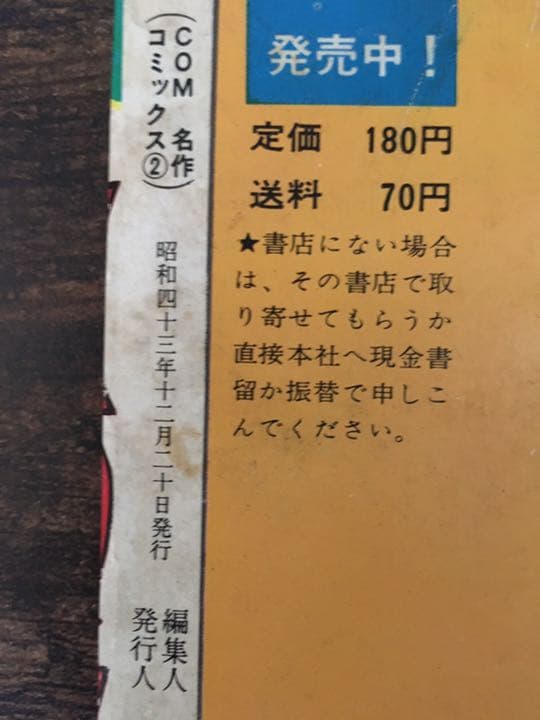 発売中！
定価 180円
送料 70円
★書店にない場合
は、その書店で取
り寄せてもらうか
直接本社へ現金書
留か振替で申しこ
んでください。
（COM 名作
コミックス②）
昭和四十三年十二月二十日発行
編集人
発行人